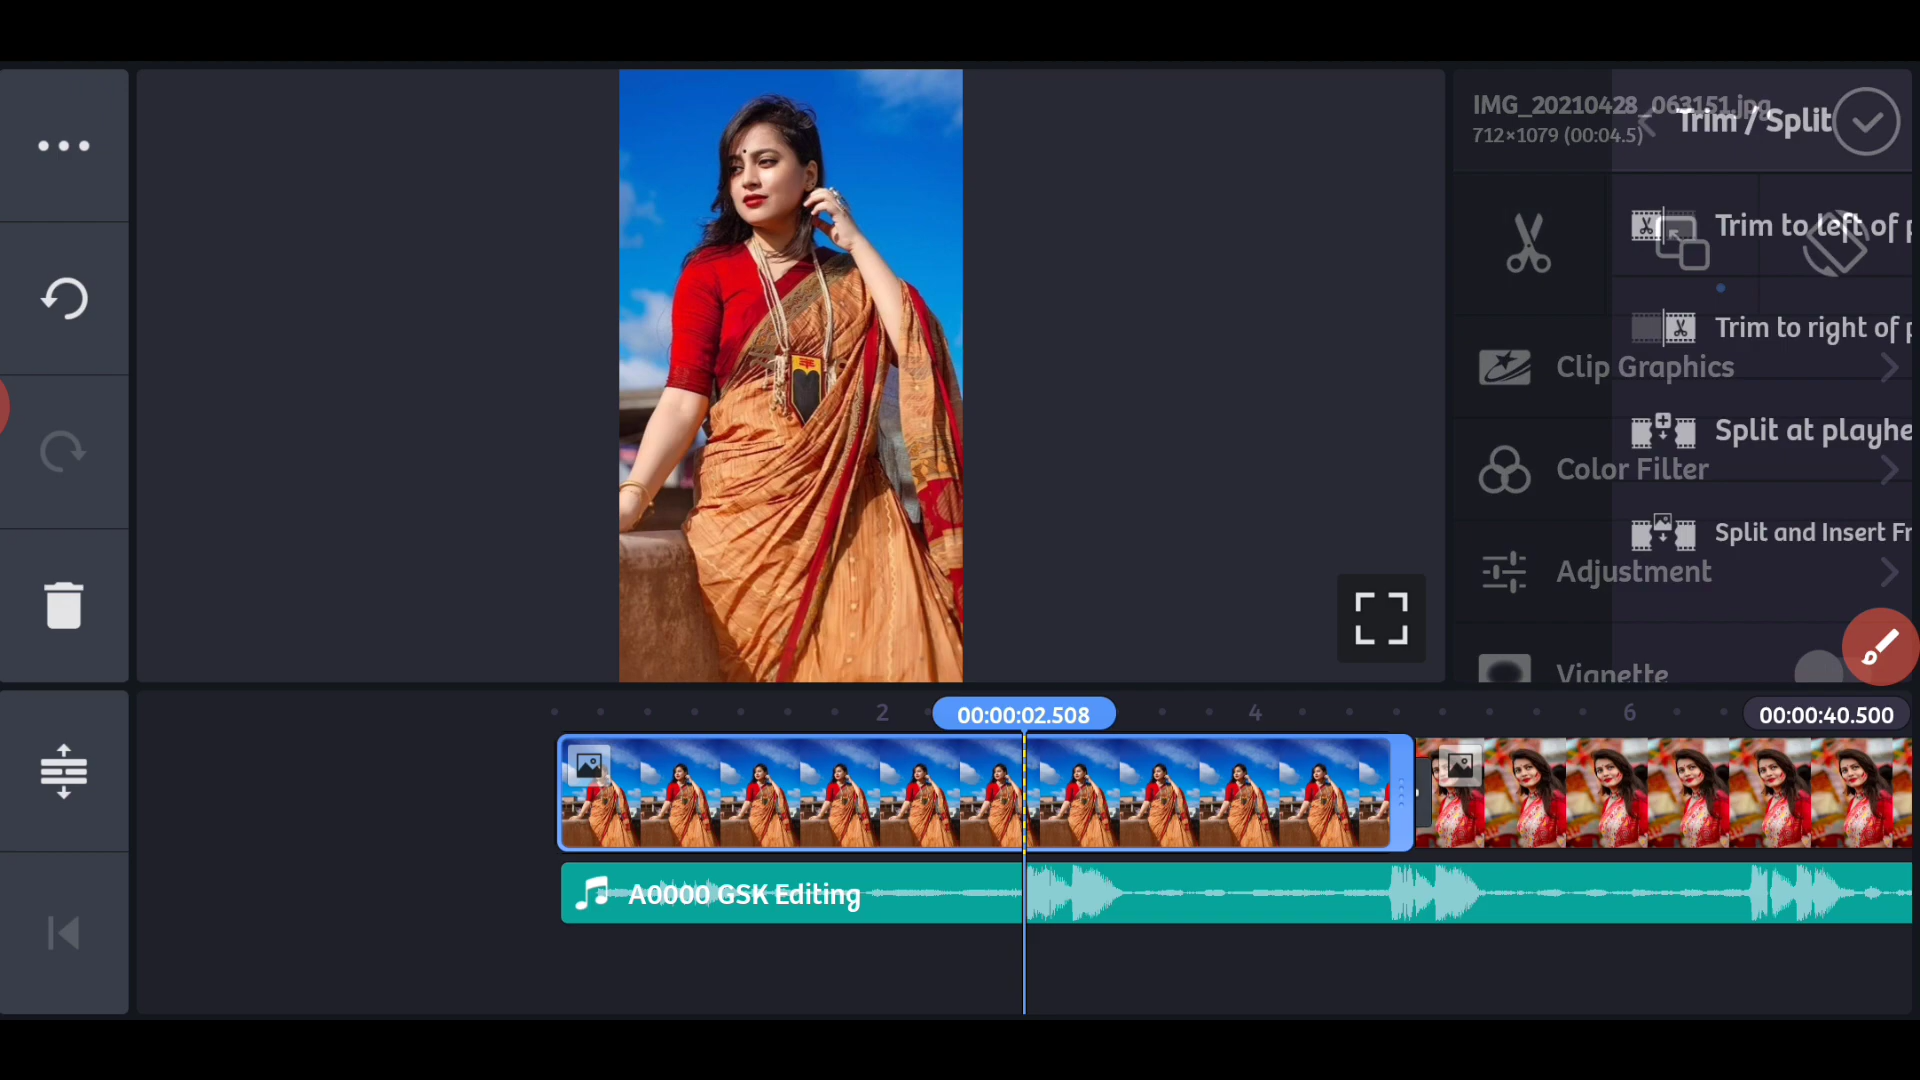 IMG_20210428_063151.jpg
712×1079 (00:04.5)
Trim / Split
Trim to left of p
Trim to right of p
Clip Graphics
Split at playhe
Color Filter
Split and Insert Fr
Adjustment
Vignette
2
00:00:02.508
4
6
00:00:40.500
A0000 GSK Editing